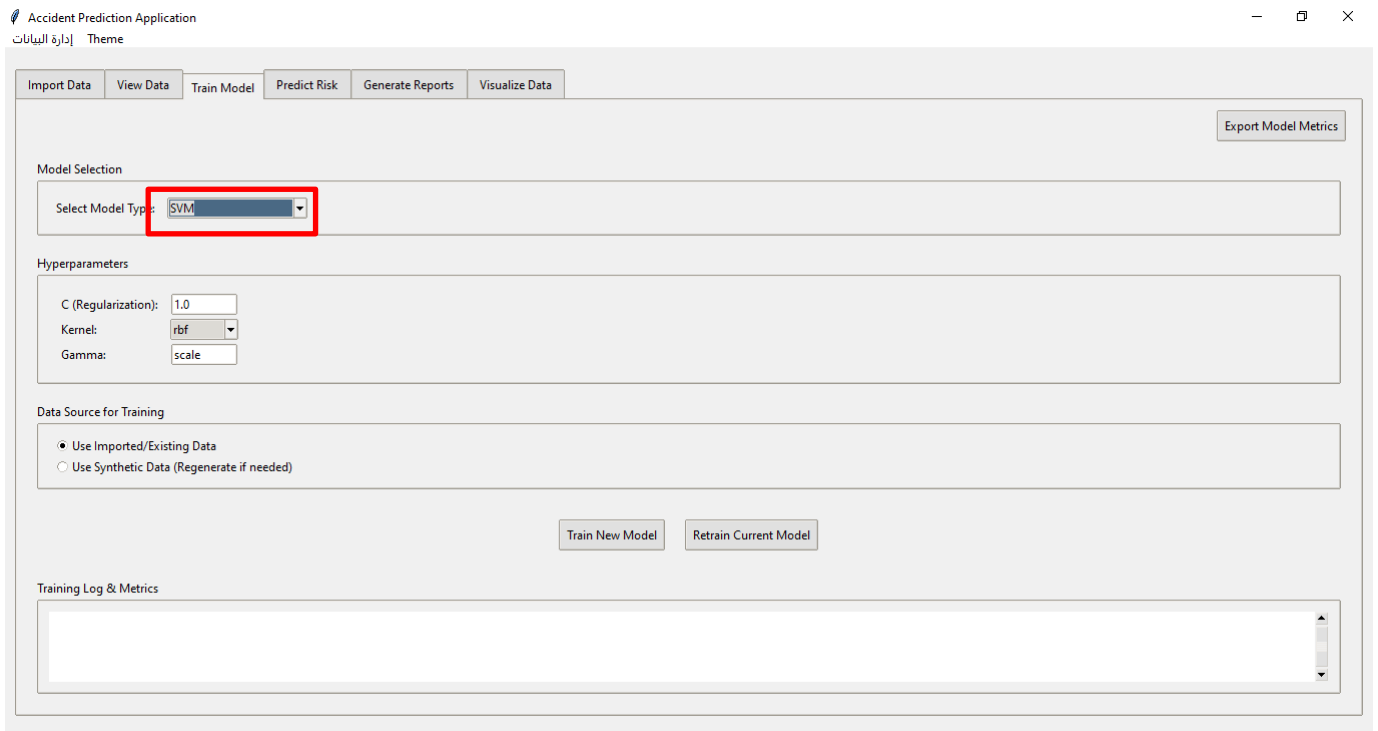 Accident Prediction Application
إدارة البيانات Theme
Import Data View Data Train Model Predict Risk Generate Reports Visualize Data
Export Model Metrics
Model Selection
Select Model Type: SVM
Hyperparameters
C (Regularization): 1.0
Kernel: rbf
Gamma: scale
Data Source for Training
Use Imported/Existing Data
Use Synthetic Data (Regenerate if needed)
Train New Model Retrain Current Model
Training Log & Metrics